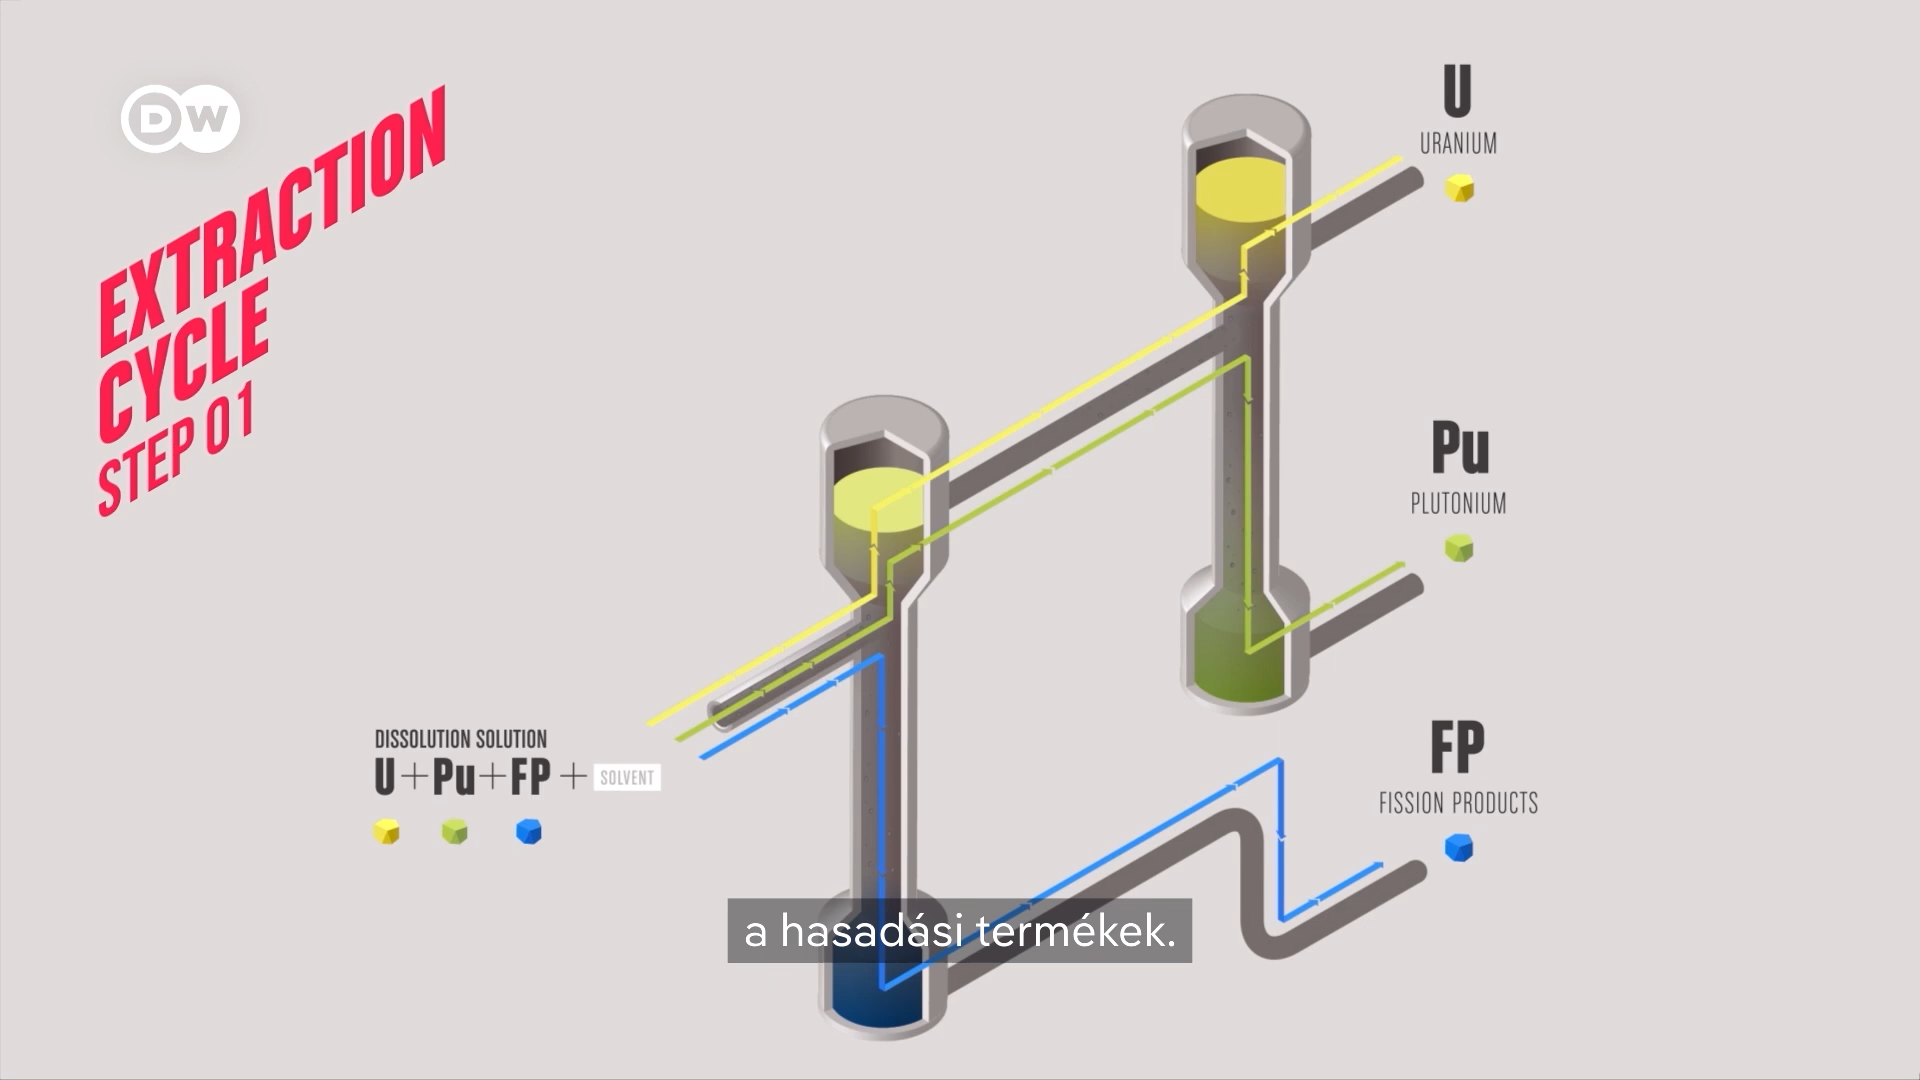 DW
EXTRACTION
CYCLE
STEP 01
U
URANIUM
Pu
PLUTONIUM
DISSOLUTION SOLUTION
U+Pu+FP + SOLVENT
FP
FISSION PRODUCTS
a hasadási termékek.